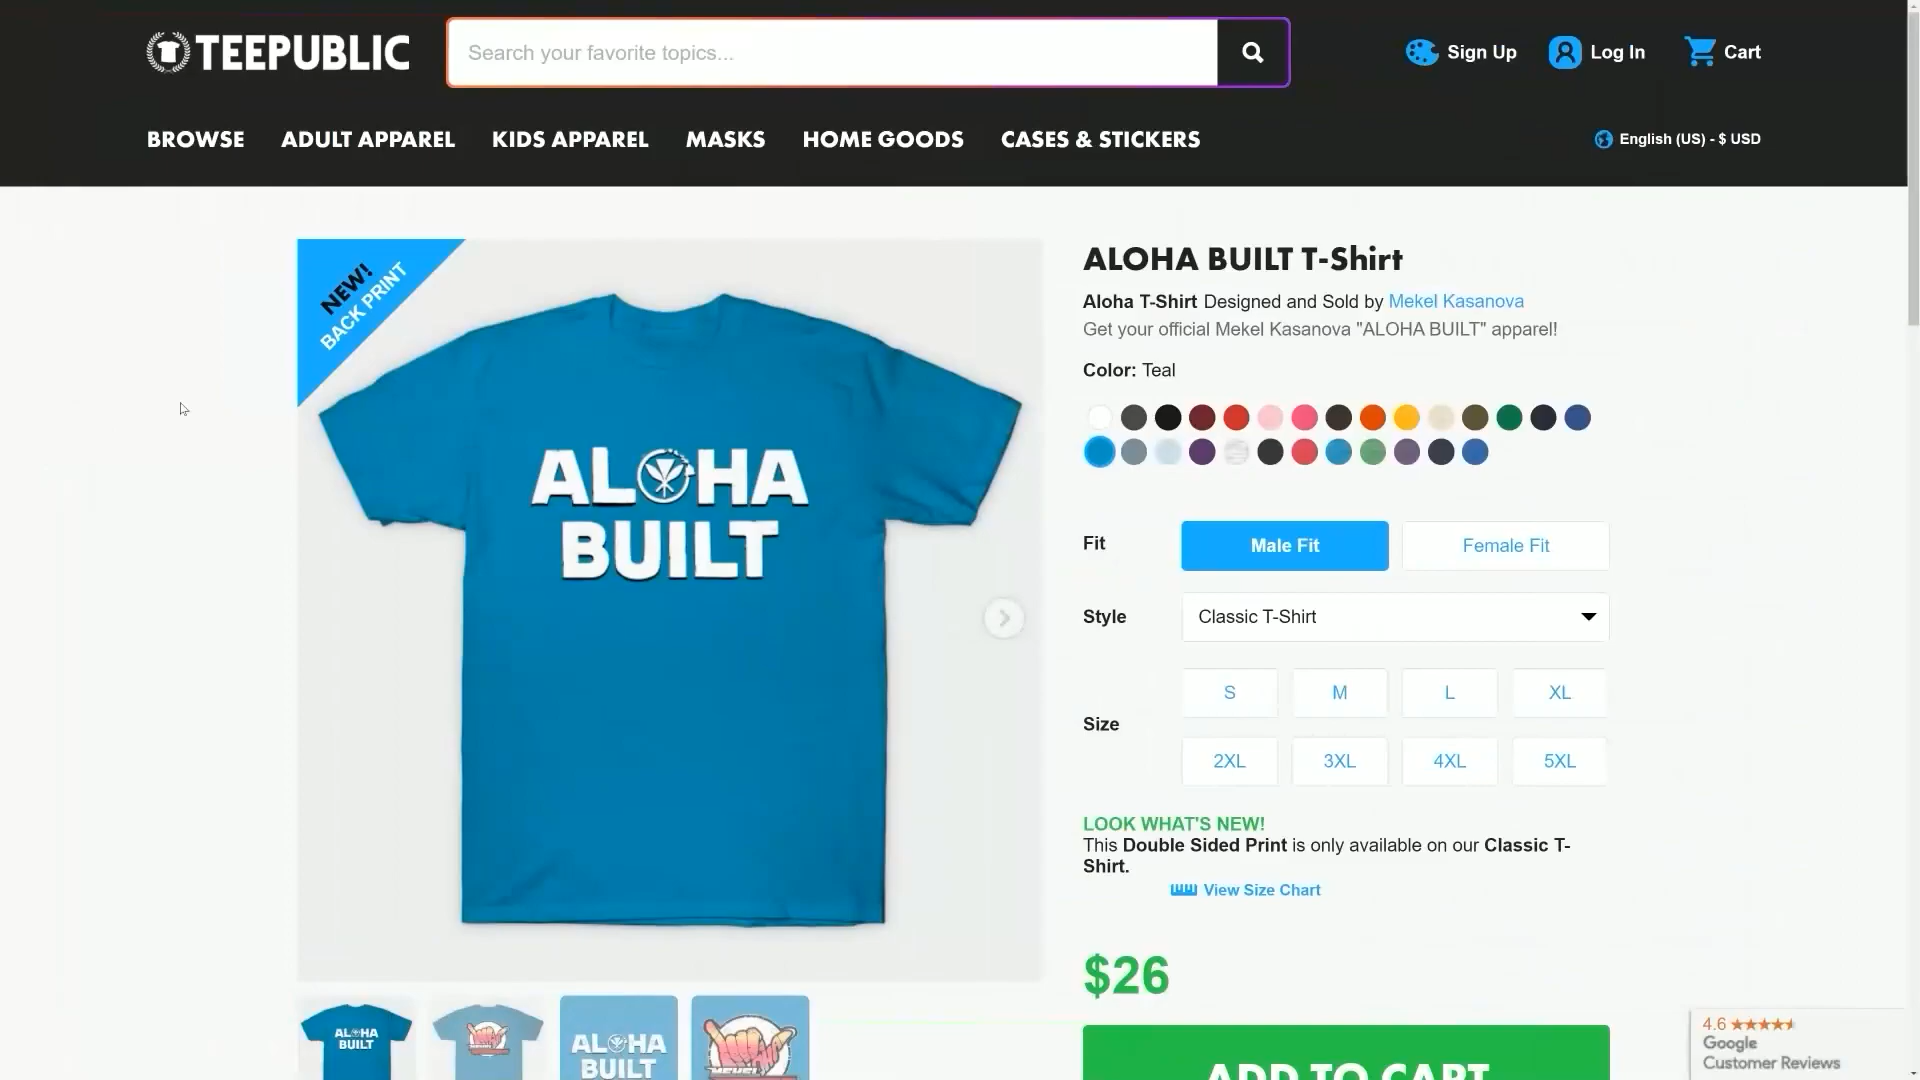 TEEPUBLIC
Search your favorite topics...
Sign Up
Log In
Cart
BROWSE
ADULT APPAREL
KIDS APPAREL
MASKS
HOME GOODS
CASES & STICKERS
English (US) - $ USD
NEW!
BACK PRINT
ALOHA
BUILT
ALOHA BUILT T-Shirt
Aloha T-Shirt Designed and Sold by Mekel Kasanova
Get your official Mekel Kasanova "ALOHA BUILT" apparel!
Color: Teal
Fit
Male Fit
Female Fit
Style
Classic T-Shirt
Size
S
M
L
XL
2XL
3XL
4XL
5XL
LOOK WHAT'S NEW!
This Double Sided Print is only available on our Classic T-
Shirt.
View Size Chart
$26
ADD TO CART
ALOHA
BUILT
ALOHA
BUILT
4.6
Google
Customer Reviews